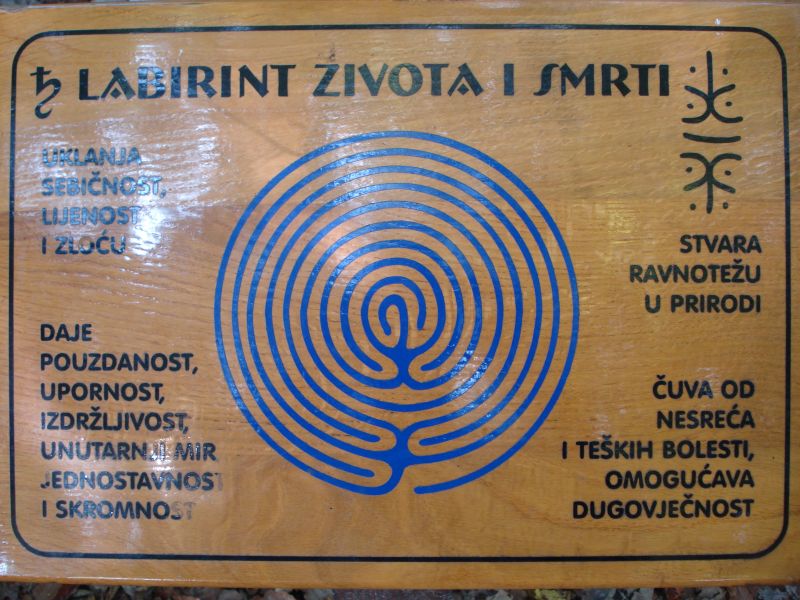 LABIRINT ŽIVOTA I SMRTI
UKLANJA
SEBIČNOST,
LIJENOST
I ZLOĆU
DAJE
POUZDANOST,
UPORNOST,
IZDRŽLJIVOST,
UNUTARNJI MIR
JEDNOSTAVNOST
I SKROMNOST
STVARA
RAVNOTEŽU
U PRIRODI
ČUVA OD
NESREĆA
I TEŠKIH BOLESTI,
OMOGUĆAVA
DUGOVJEČNOST